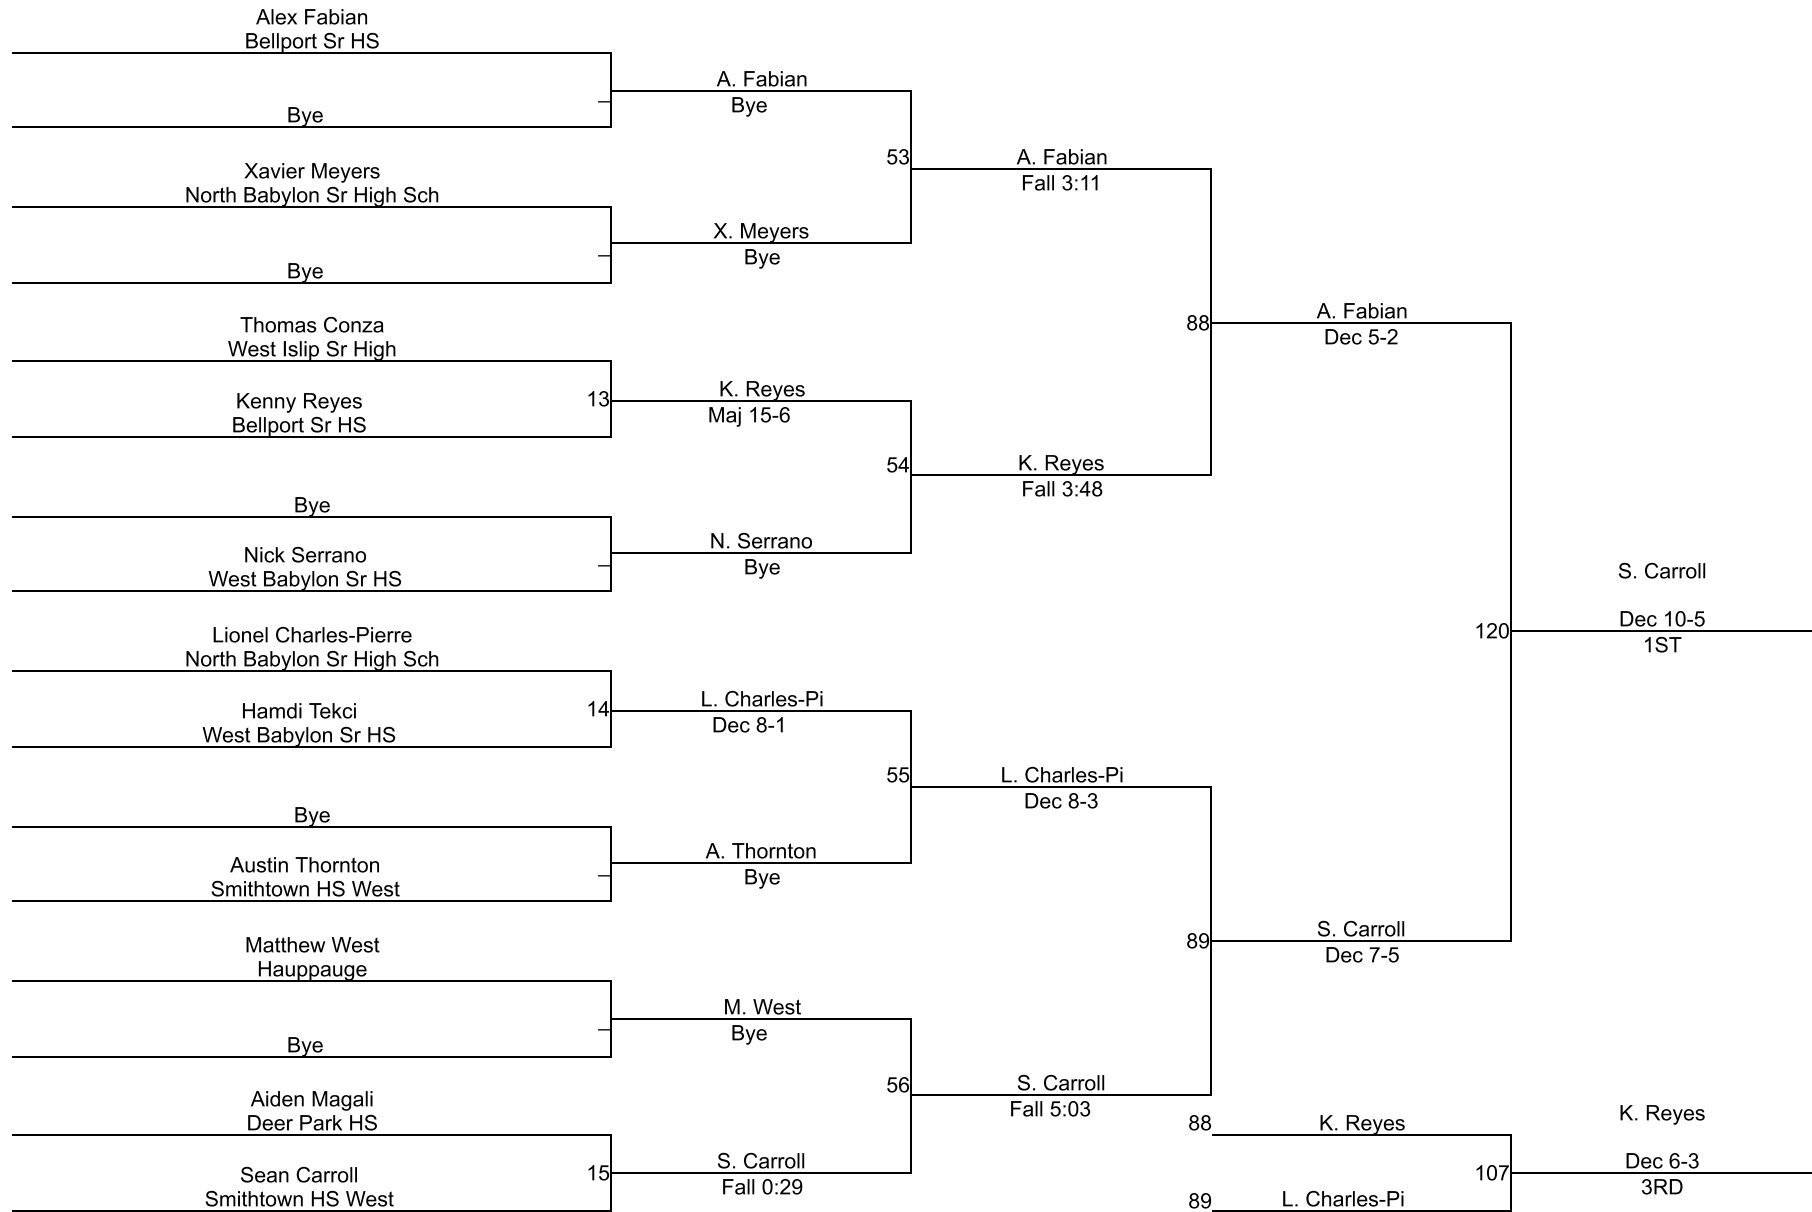 Alex Fabian
Bellport Sr HS
Bye
Xavier Meyers
North Babylon Sr High Sch
Bye
Thomas Conza
West Islip Sr High
Kenny Reyes
Bellport Sr HS
13
Bye
Nick Serrano
West Babylon Sr HS
Lionel Charles-Pierre
North Babylon Sr High Sch
Hamdi Tekci
West Babylon Sr HS
14
Bye
Austin Thornton
Smithtown HS West
Matthew West
Hauppauge
Bye
Aiden Magali
Deer Park HS
Sean Carroll
Smithtown HS West
15
A. Fabian
Bye
53
X. Meyers
Bye
K. Reyes
Maj 15-6
54
N. Serrano
Bye
L. Charles-Pi
Dec 8-1
55
A. Thornton
Bye
M. West
Bye
56
S. Carroll
Fall 0:29
A. Fabian
Fall 3:11
88
K. Reyes
Fall 3:48
L. Charles-Pi
Dec 8-3
89
S. Carroll
Fall 5:03
A. Fabian
Dec 5-2
120
S. Carroll
Dec 7-5
S. Carroll
Dec 10-5
1ST
88
K. Reyes
89
L. Charles-Pi
107
K. Reyes
Dec 6-3
3RD